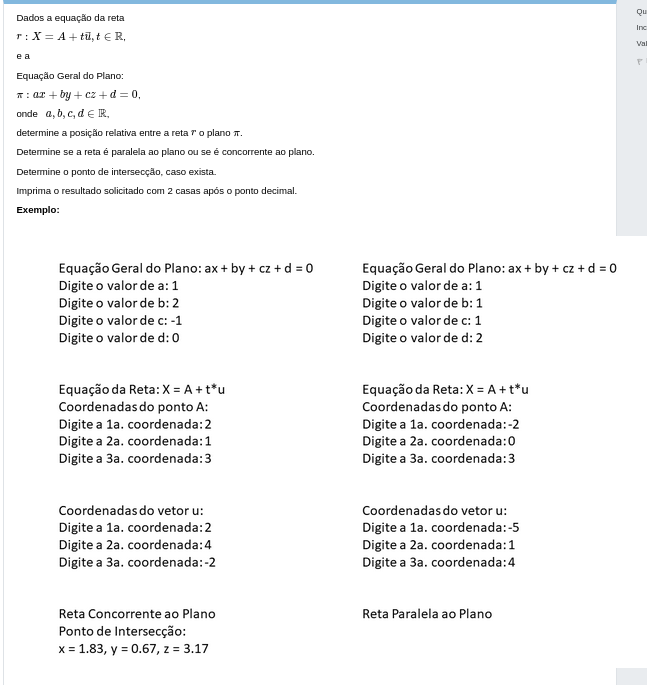 Dados a equação da reta
r : X = A + tu⃗, t ∈ ℝ,
e a
Equação Geral do Plano:
π : ax + by + cz + d = 0,
onde a, b, c, d ∈ ℝ,
determine a posição relativa entre a reta r o plano π.
Determine se a reta é paralela ao plano ou se é concorrente ao plano.
Determine o ponto de intersecção, caso exista.
Imprima o resultado solicitado com 2 casas após o ponto decimal.
Exemplo:
Equação Geral do Plano: ax + by + cz + d = 0
Digite o valor de a: 1
Digite o valor de b: 2
Digite o valor de c: -1
Digite o valor de d: 0
Equação da Reta: X = A + t*u
Coordenadas do ponto A:
Digite a 1a. coordenada: 2
Digite a 2a. coordenada: 1
Digite a 3a. coordenada: 3
Coordenadas do vetor u:
Digite a 1a. coordenada: 2
Digite a 2a. coordenada: 4
Digite a 3a. coordenada: -2
Reta Concorrente ao Plano
Ponto de Intersecção:
x = 1.83, y = 0.67, z = 3.17
Equação Geral do Plano: ax + by + cz + d = 0
Digite o valor de a: 1
Digite o valor de b: 1
Digite o valor de c: 1
Digite o valor de d: 2
Equação da Reta: X = A + t*u
Coordenadas do ponto A:
Digite a 1a. coordenada: -2
Digite a 2a. coordenada: 0
Digite a 3a. coordenada: 3
Coordenadas do vetor u:
Digite a 1a. coordenada: -5
Digite a 2a. coordenada: 1
Digite a 3a. coordenada: 4
Reta Paralela ao Plano
Qu
Inc
Val